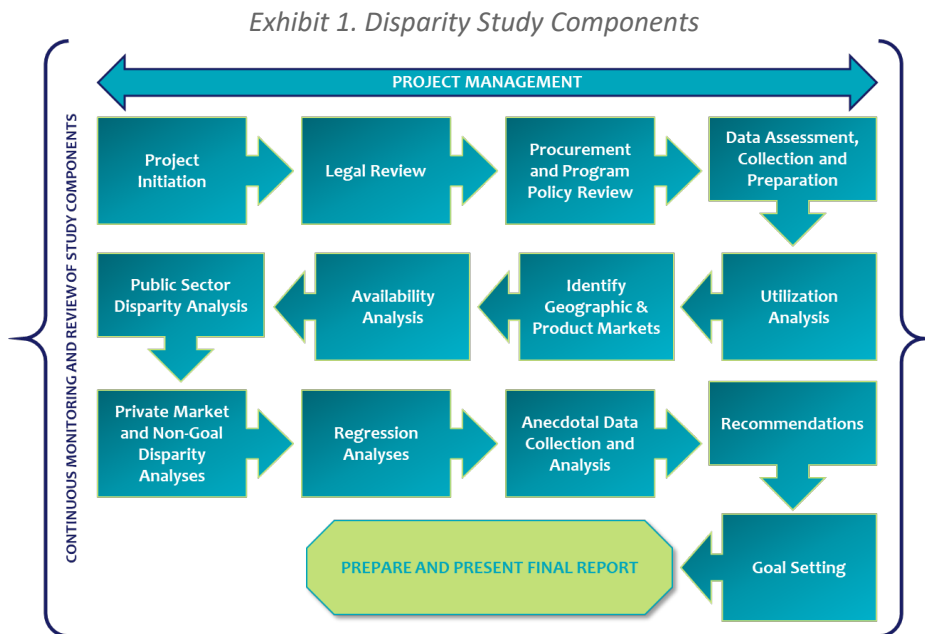 Exhibit 1. Disparity Study Components
PROJECT MANAGEMENT
CONTINUOUS MONITORING AND REVIEW OF STUDY COMPONENTS
Project
Initiation
Legal Review
Procurement
and Program
Policy Review
Data Assessment,
Collection and
Preparation
Utilization
Analysis
Identify
Geographic &
Product Markets
Availability
Analysis
Public Sector
Disparity Analysis
Private Market
and Non-Goal
Disparity
Analyses
Regression
Analyses
Anecdotal Data
Collection and
Analysis
Recommendations
Goal Setting
PREPARE AND PRESENT FINAL REPORT